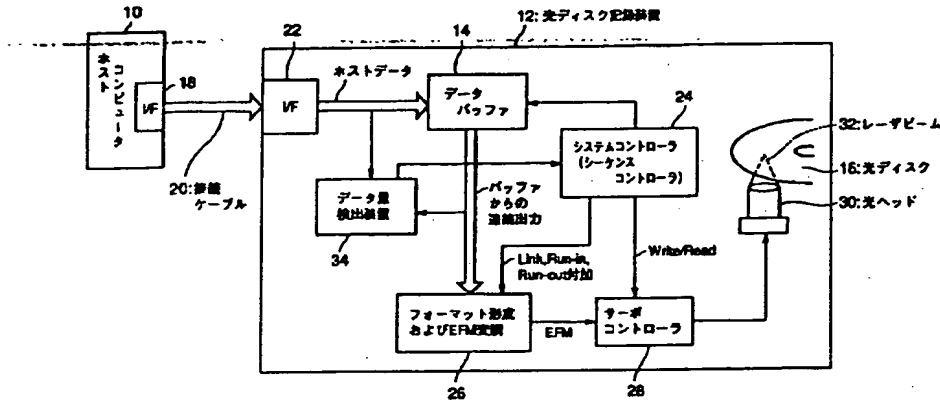 10
12:光ディスク記録装置
ホスト
コンピュータ
18
I/F
20:接続
ケーブル
22
I/F
ホストデータ
14
データ
バッファ
24
システムコントローラ
(シーケンス
コントローラ)
32:レーザビーム
16:光ディスク
30:光ヘッド
データ量
検出装置
34
バッファ
からの
連続出力
Link,Run-in,
Run-out付加
Write/Read
フォーマット形成
およびEFM変調
26
EFM
サーボ
コントローラ
28